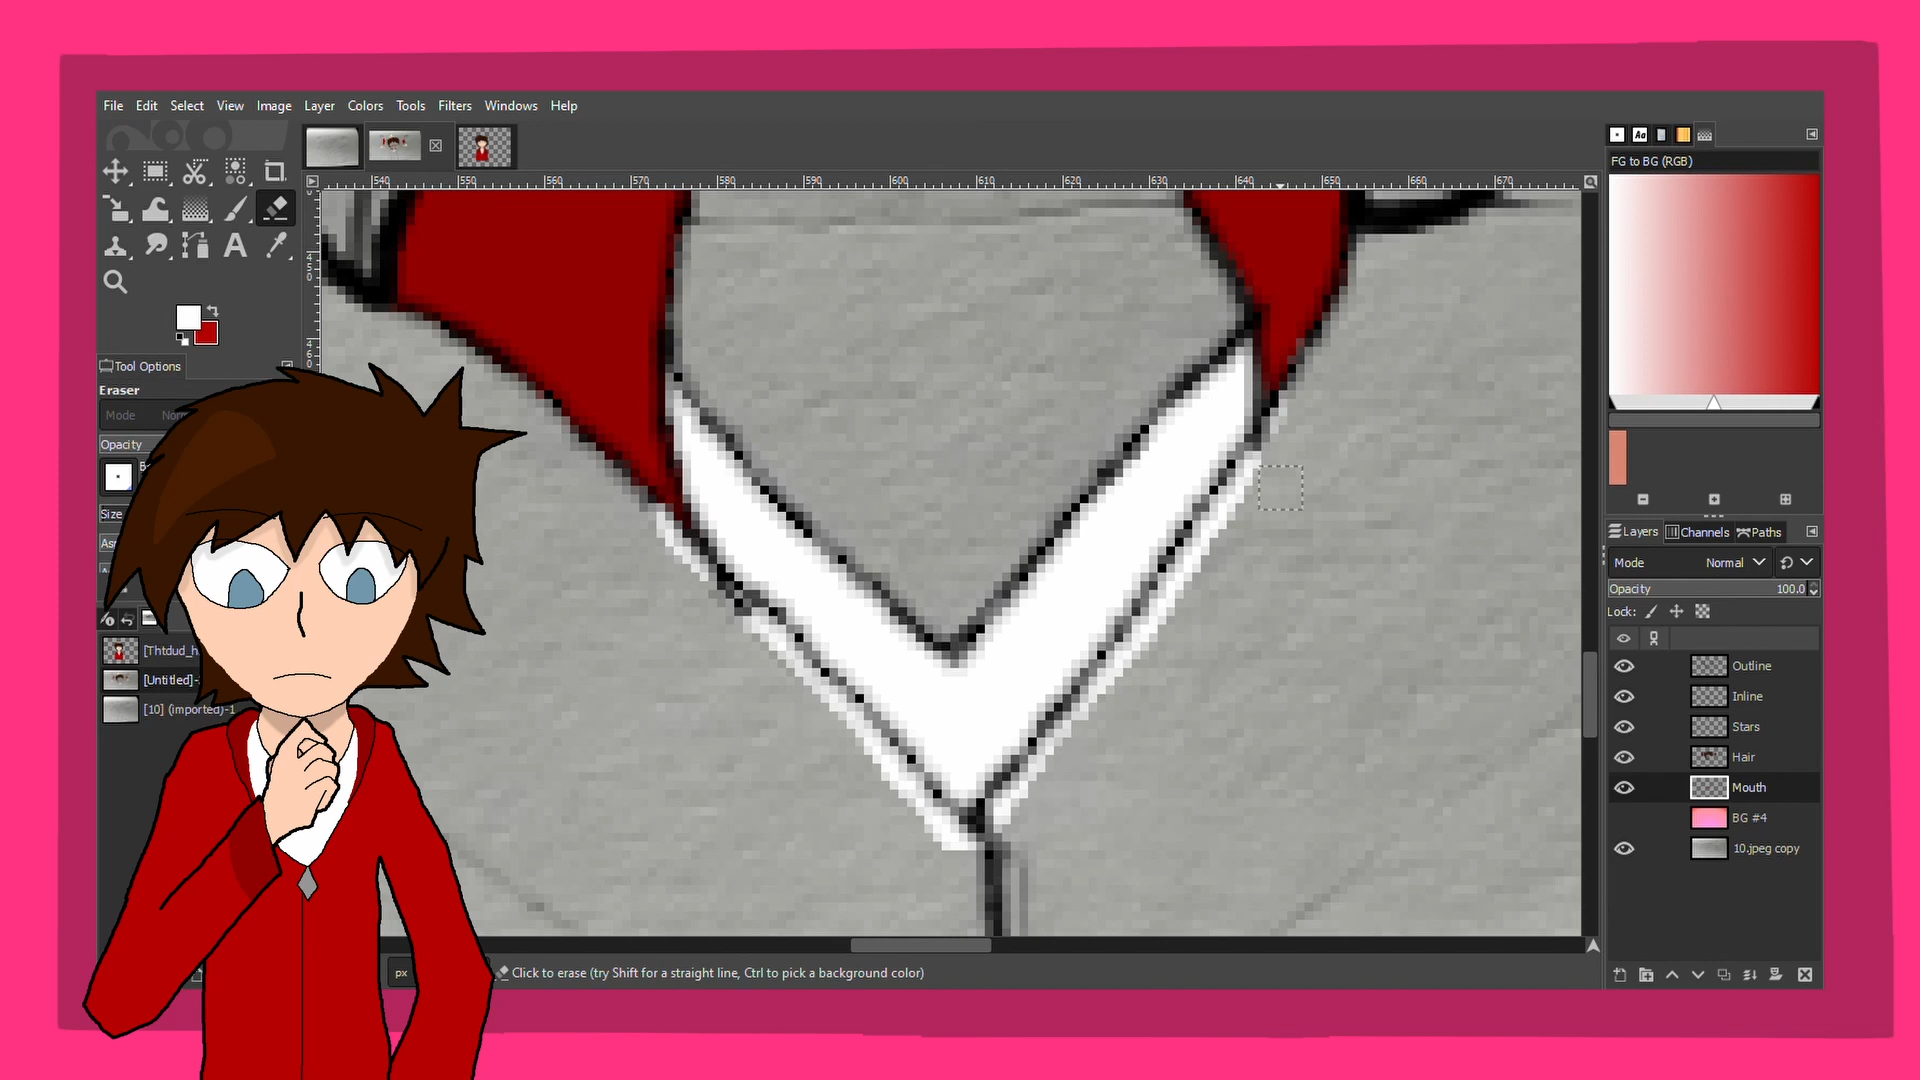 File Edit Select View Image Layer Colors Tools Filters Windows Help
540 550 560 570 580 590 600 610 620 630 640 650 660 670
450
460
Aa
FG to BG (RGB)
A
Tool Options
Eraser
Mode
Opacity
Size
[Thtdud_h
[Untitled]-
[10] (imported)-1
Layers Channels Paths
Mode Normal
Opacity 100.0
Lock:
Outline
Inline
Stars
Hair
Mouth
BG #4
10.jpeg copy
px Click to erase (try Shift for a straight line, Ctrl to pick a background color)